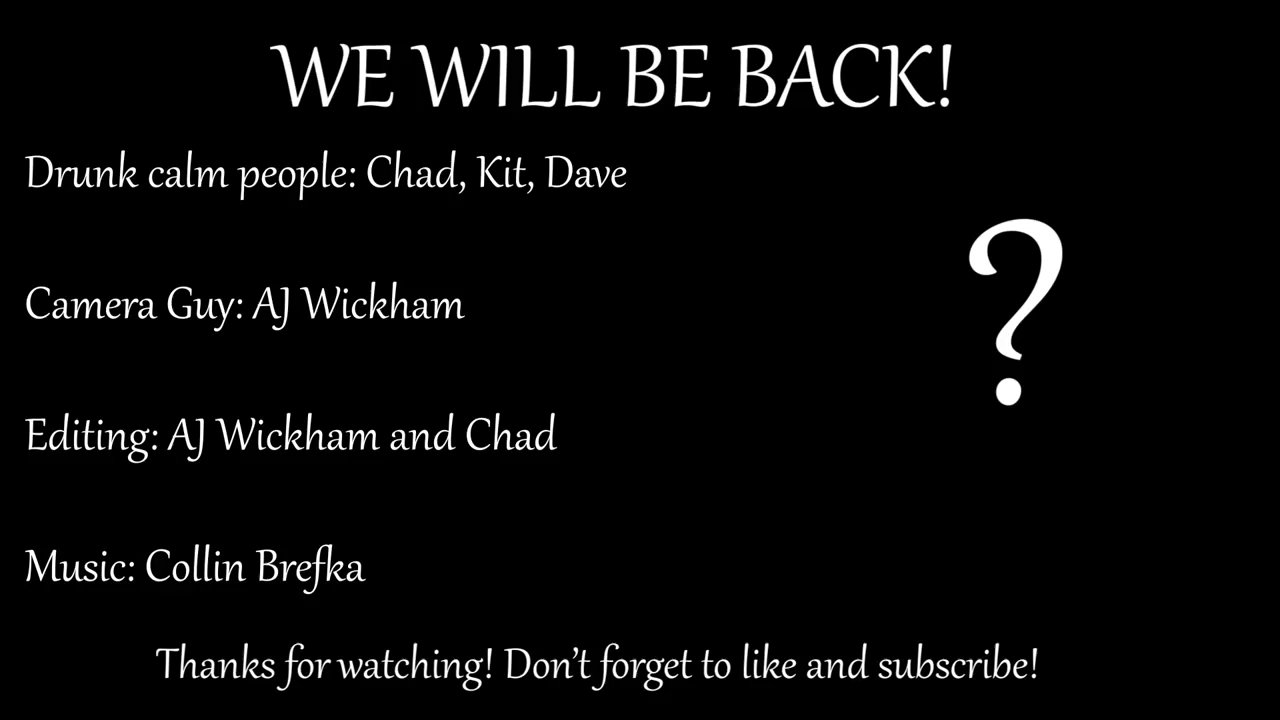 WE WILL BE BACK!
Drunk calm people: Chad, Kit, Dave
?
Camera Guy: AJ Wickham
Editing: AJ Wickham and Chad
Music: Collin Brefka
Thanks for watching! Don't forget to like and subscribe!